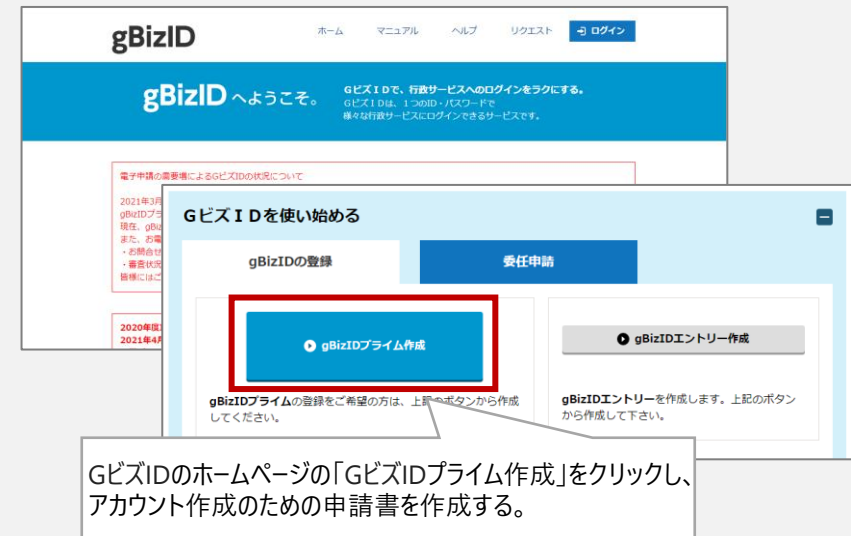 gBizID
ホーム マニュアル ヘルプ リクエスト ログイン
gBizID へようこそ。
GビズIDで、行政サービスへのログインをラクにする。
GビズIDは、1つのID・パスワードで
様々な行政サービスにログインできるサービスです。
電子申請の需要増によるGビズIDの状況について
2021年3月
gBizIDプラ
現在、gBiz
また、お電
・お問合せ
・審査状況
皆様にはご
2020年度
2021年4月
GビズIDを使い始める
gBizIDの登録
委任申請
gBizIDプライム作成
gBizIDエントリー作成
gBizIDプライムの登録をご希望の方は、上記のボタンから作成
してください。
gBizIDエントリーを作成します。上記のボタン
から作成して下さい。
GビズIDのホームページの「GビズIDプライム作成」をクリックし、
アカウント作成のための申請書を作成する。